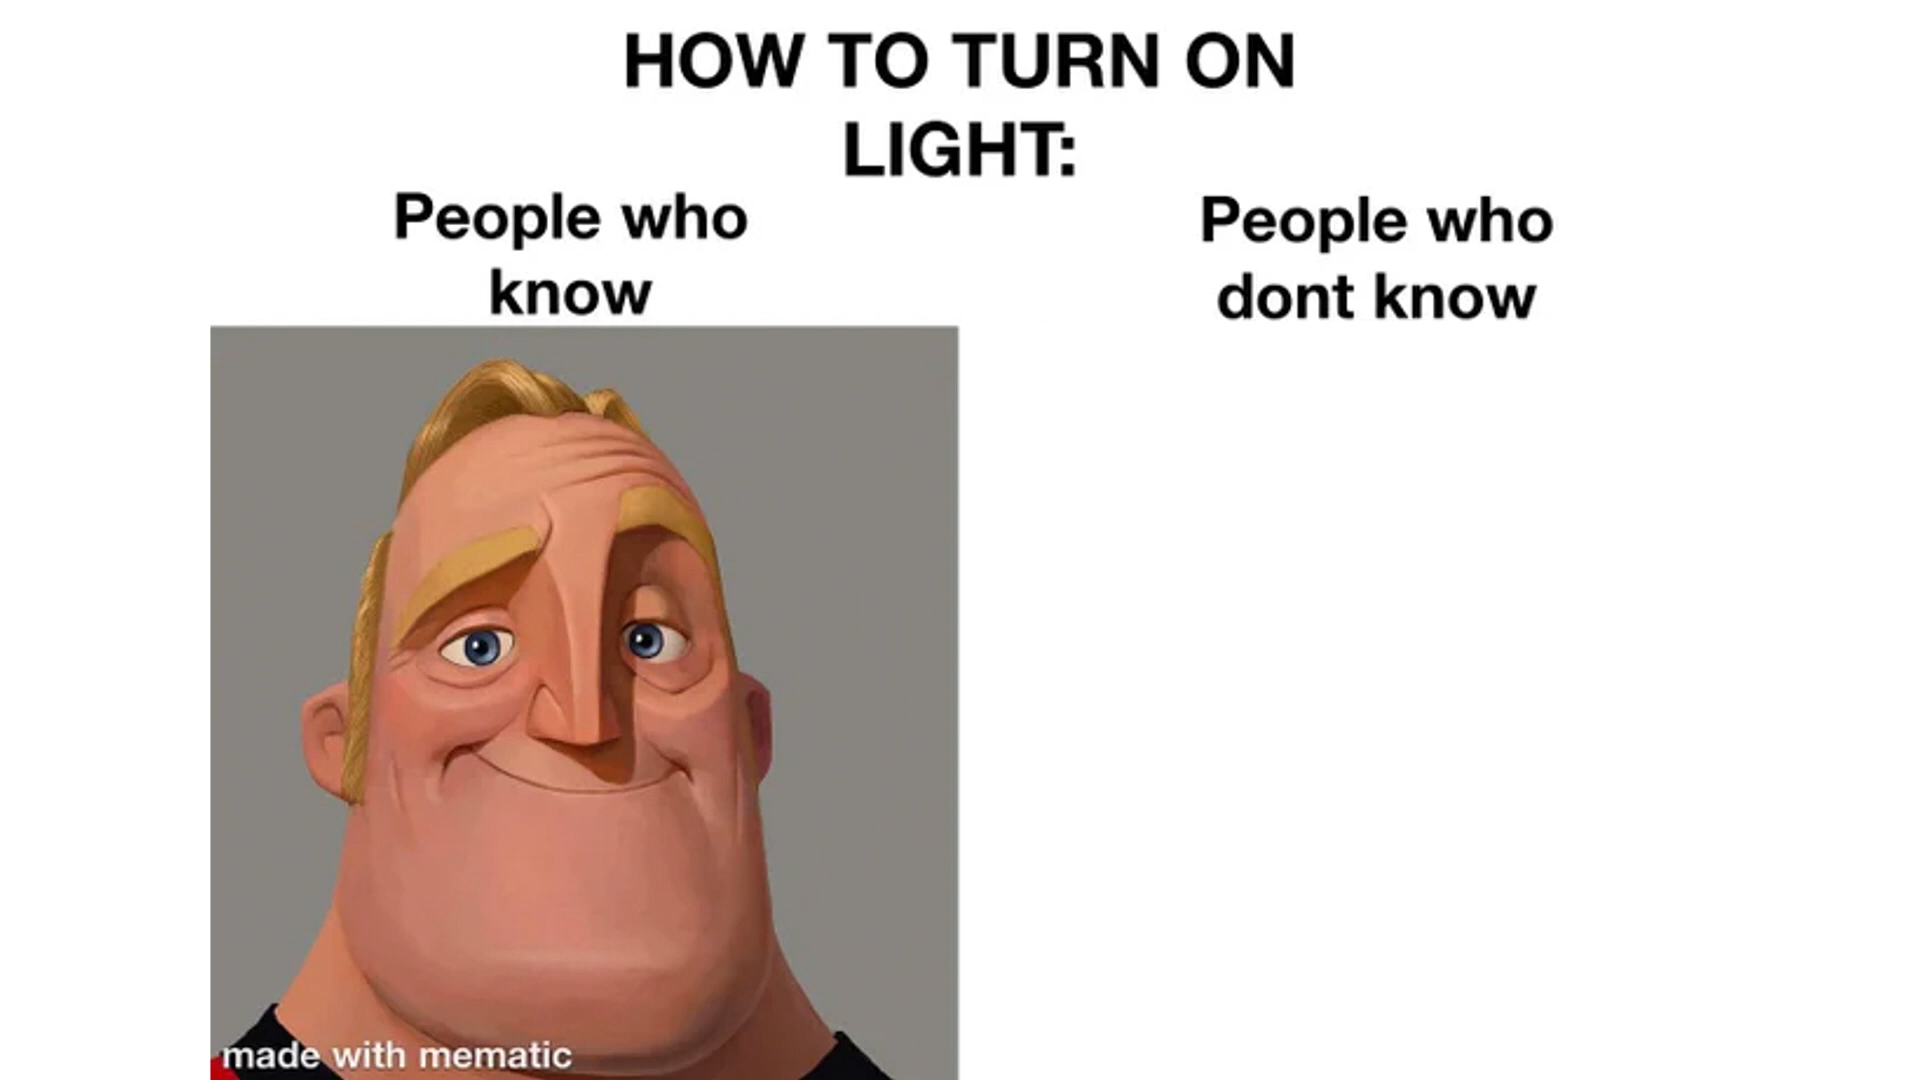 HOW TO TURN ON
LIGHT:
People who
know
People who
dont know
made with mematic